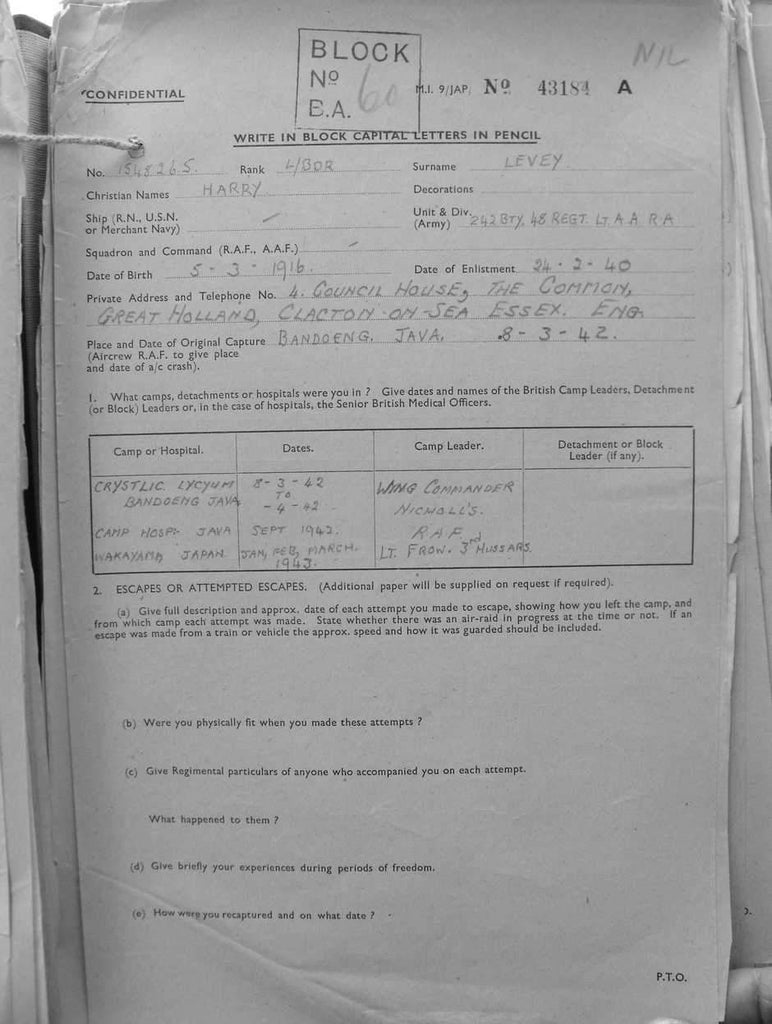 BLOCK
Nº 60
E.A.
NIL
CONFIDENTIAL
M.I. 9/JAP. Nº 43184 A
WRITE IN BLOCK CAPITAL LETTERS IN PENCIL
No. 1548265. Rank L/BDR Surname LEVEY
Christian Names HARRY Decorations
Ship (R.N., U.S.N. or Merchant Navy) –
Unit & Div. (Army) 242 BTY, 48 REGT. LT. A A R A
Squadron and Command (R.A.F., A.A.F.) –
Date of Birth 5 - 3 - 1916. Date of Enlistment 24 - 2 - 40
Private Address and Telephone No. 4. COUNCIL HOUSE, THE COMMON,
GREAT HOLLAND, CLACTON-ON-SEA ESSEX. ENG.
Place and Date of Original Capture BANDOENG. JAVA. 8 - 3 - 42.
(Aircrew R.A.F. to give place
and date of a/c crash).
1. What camps, detachments or hospitals were you in ? Give dates and names of the British Camp Leaders, Detachment
(or Block) Leaders or, in the case of hospitals, the Senior British Medical Officers.
Camp or Hospital. Dates. Camp Leader. Detachment or Block
Leader (if any).
CRYSTLIC LYCYUM 8 - 3 - 42 WING COMMANDER
BANDOENG JAVA TO - 4 - 42 NICHOLL'S.
CAMP HOSP. JAVA SEPT 1942. R A F
WAKAYAMA JAPAN. JAN, FEB, MARCH. LT. FROW. 3RD HUSSARS.
1943.
2. ESCAPES OR ATTEMPTED ESCAPES. (Additional paper will be supplied on request if required).
(a) Give full description and approx. date of each attempt you made to escape, showing how you left the camp, and
from which camp each attempt was made. State whether there was an air-raid in progress at the time or not. If an
escape was made from a train or vehicle the approx. speed and how it was guarded should be included.
(b) Were you physically fit when you made these attempts ?
(c) Give Regimental particulars of anyone who accompanied you on each attempt.
What happened to them ?
(d) Give briefly your experiences during periods of freedom.
(e) How were you recaptured and on what date ?
P.T.O.